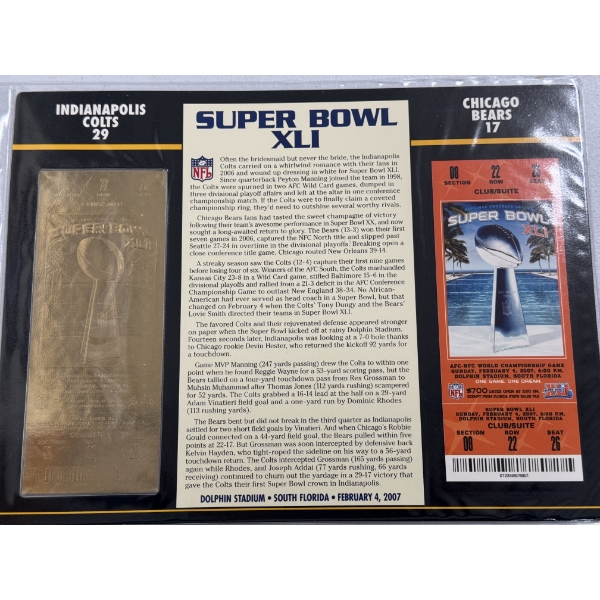 INDIANAPOLIS
COLTS
29
SUPER BOWL
XLI
CHICAGO
BEARS
17
NFL
Often the bridesmaid but never the bride, the Indianapolis
Colts carried on a whirlwind romance with their fans in
2006 and wound up dressing in white for Super Bowl XLI.
Since quarterback Peyton Manning joined the team in 1998,
the Colts were spurned in two AFC Wild Card games, dumped in
three divisional playoff affairs and left at the altar in one conference
championship match. If the Colts were to finally claim a coveted
championship ring, they'd need to outshine several worthy rivals.
Chicago Bears fans had tasted the sweet champagne of victory
following their team's awesome performance in Super Bowl XX, and now
sought a long-awaited return to glory. The Bears (13-3) won their first
seven games in 2006, captured the NFC North title and slipped past
Seattle 27-24 in overtime in the divisional playoffs. Breaking open a
close conference title game, Chicago routed New Orleans 39-14.
A streaky season saw the Colts (12-4) capture their first nine games
before losing four of six. Winners of the AFC South, the Colts manhandled
Kansas City 23-8 in a Wild Card game, stifled Baltimore 15-6 in the
divisional playoffs and rallied from a 21-3 deficit in the AFC Conference
Championship Game to outlast New England 38-34. No African-
American had ever served as head coach in a Super Bowl, but that
changed on February 4 when the Colts' Tony Dungy and the Bears'
Lovie Smith directed their teams in Super Bowl XLI.
The favored Colts and their rejuvenated defense appeared stronger
on paper when the Super Bowl kicked off at rainy Dolphin Stadium.
Fourteen seconds later, Indianapolis was looking at a 7-0 hole thanks
to Chicago rookie Devin Hester, who returned the kickoff 92 yards for
a touchdown.
Game MVP Manning (247 yards passing) drew the Colts to within one
point when he found Reggie Wayne for a 53-yard scoring pass, but the
Bears tallied on a four-yard touchdown pass from Rex Grossman to
Muhsin Muhammad after Thomas Jones (112 yards rushing) scampered
for 52 yards. The Colts grabbed a 16-14 lead at the half on a 29-yard
Adam Vinatieri field goal and a one-yard run by Dominic Rhodes
(113 rushing yards).
The Bears bent but did not break in the third quarter as Indianapolis
settled for two short field goals by Vinatieri. And when Chicago's Robbie
Gould connected on a 44-yard field goal, the Bears pulled within five
points at 22-17. But Chicago's comeback was derailed by defensive back
Kelvin Hayden, who tight-roped the sideline on his way to a 56-yard
touchdown return. The Colts intercepted Grossman (165 yards passing)
again while Rhodes, and Joseph Addai (77 yards rushing, 66 yards
receiving) continued to churn out the yardage in a 29-17 victory that
gave the Colts their first Super Bowl crown in Indianapolis.
DOLPHIN STADIUM • SOUTH FLORIDA • FEBRUARY 4, 2007
SUPER BOWL
XLI
08 22 26
SECTION ROW SEAT
CLUB/SUITE
SUPER BOWL
XLI
AFC-NFC WORLD CHAMPIONSHIP GAME
SUNDAY, FEBRUARY 4, 2007, 6:00 P.M.
DOLPHIN STADIUM, SOUTH FLORIDA
ONE GAME. ONE DREAM.
$700
SUPER BOWL XLI
SUNDAY, FEBRUARY 4, 2007, 6:00 P.M.
DOLPHIN STADIUM, SOUTH FLORIDA
CLUB/SUITE
SECTION ROW SEAT
08 22 26